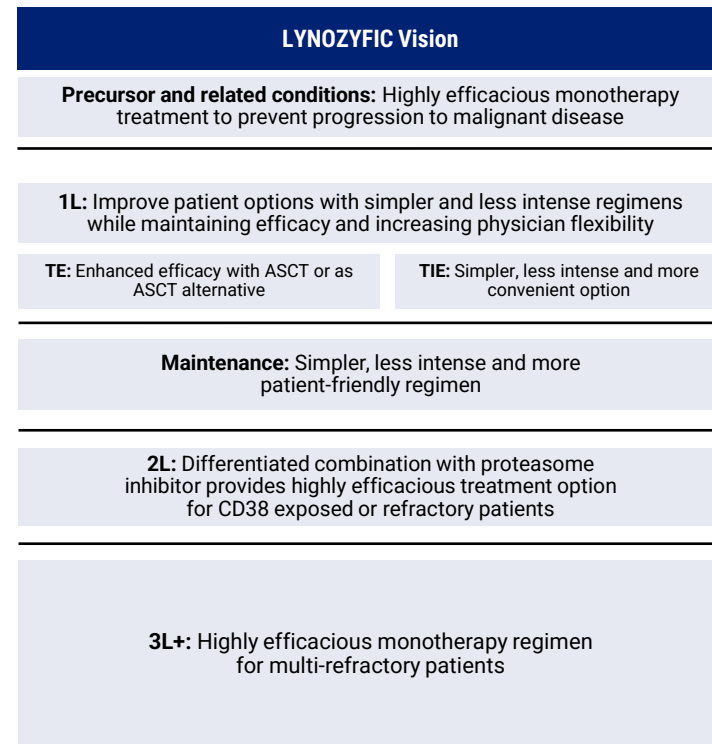 LYNOZYFIC Vision
Precursor and related conditions: Highly efficacious monotherapy
treatment to prevent progression to malignant disease
1L: Improve patient options with simpler and less intense regimens
while maintaining efficacy and increasing physician flexibility
TE: Enhanced efficacy with ASCT or as
ASCT alternative
TIE: Simpler, less intense and more
convenient option
Maintenance: Simpler, less intense and more
patient-friendly regimen
2L: Differentiated combination with proteasome
inhibitor provides highly efficacious treatment option
for CD38 exposed or refractory patients
3L+: Highly efficacious monotherapy regimen
for multi-refractory patients